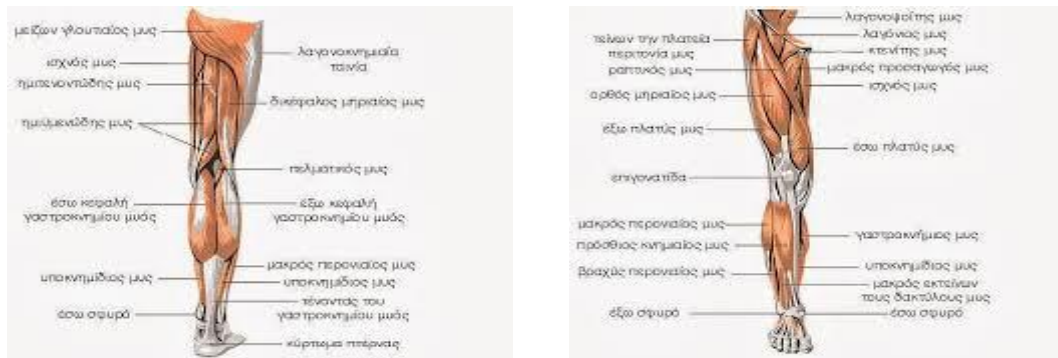 μείζων γλουτιαίος μυς
ισχνός μυς
ημιτενοντώδης μυς
ημιϋμενώδης μυς
έσω κεφαλή
γαστροκνημίου μυός
υποκνημίδιος μυς
έσω σφυρό
λαγονοκνημιαία
ταινία
δικέφαλος μηριαίος μυς
πελματικός μυς
έξω κεφαλή
γαστροκνημίου μυός
μακρός περονιαίος μυς
υποκνημίδιος μυς
τένοντας του
γαστροκνημίου μυός
κύρτωμα πτέρνας
τείνων την πλατεία
περιτονία μυς
ραπτικός μυς
ορθός μηριαίος μυς
έξω πλατύς μυς
επιγονατίδα
μακρός περονιαίος μυς
πρόσθιος κνημιαίος μυς
βραχύς περονιαίος μυς
έξω σφυρό
λαγονοψοΐτης μυς
λαγόνιος μυς
κτενίτης μυς
μακρός προσαγωγός μυς
ισχνός μυς
έσω πλατύς μυς
γαστροκνήμιος μυς
υποκνημίδιος μυς
μακρός εκτείνων
τους δακτύλους μυς
έσω σφυρό